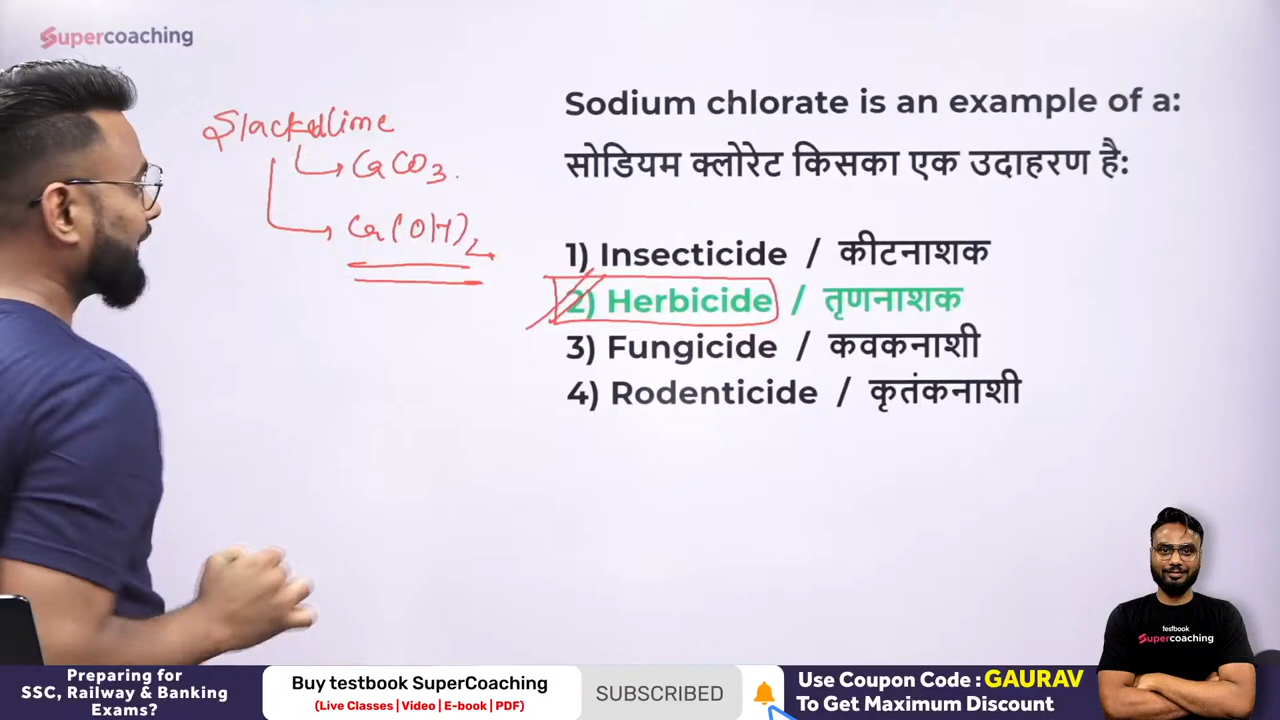 Supercoaching
Slackedlime
CaCO3.
Ca(OH)2
Sodium chlorate is an example of a:
सोडियम क्लोरेट किसका एक उदाहरण है:
1) Insecticide / कीटनाशक
2) Herbicide / तृणनाशक
3) Fungicide / कवकनाशी
4) Rodenticide / कृतंकनाशी
testbook
Supercoaching
Preparing for
SSC, Railway & Banking
Exams?
Buy testbook SuperCoaching
(Live Classes | Video | E-book | PDF)
SUBSCRIBED
Use Coupon Code : GAURAV
To Get Maximum Discount